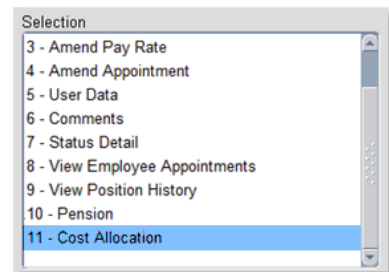 Selection
3 - Amend Pay Rate
4 - Amend Appointment
5 - User Data
6 - Comments
7 - Status Detail
8 - View Employee Appointments
9 - View Position History
10 - Pension
11 - Cost Allocation